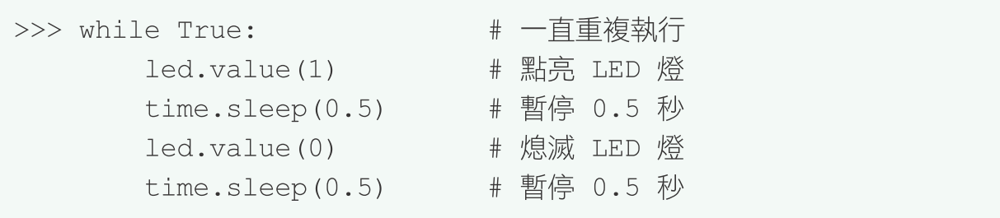 >>> while True:              # 一直重複執行
        led.value(1)         # 點亮 LED 燈
        time.sleep(0.5)      # 暫停 0.5 秒
        led.value(0)         # 熄滅 LED 燈
        time.sleep(0.5)      # 暫停 0.5 秒